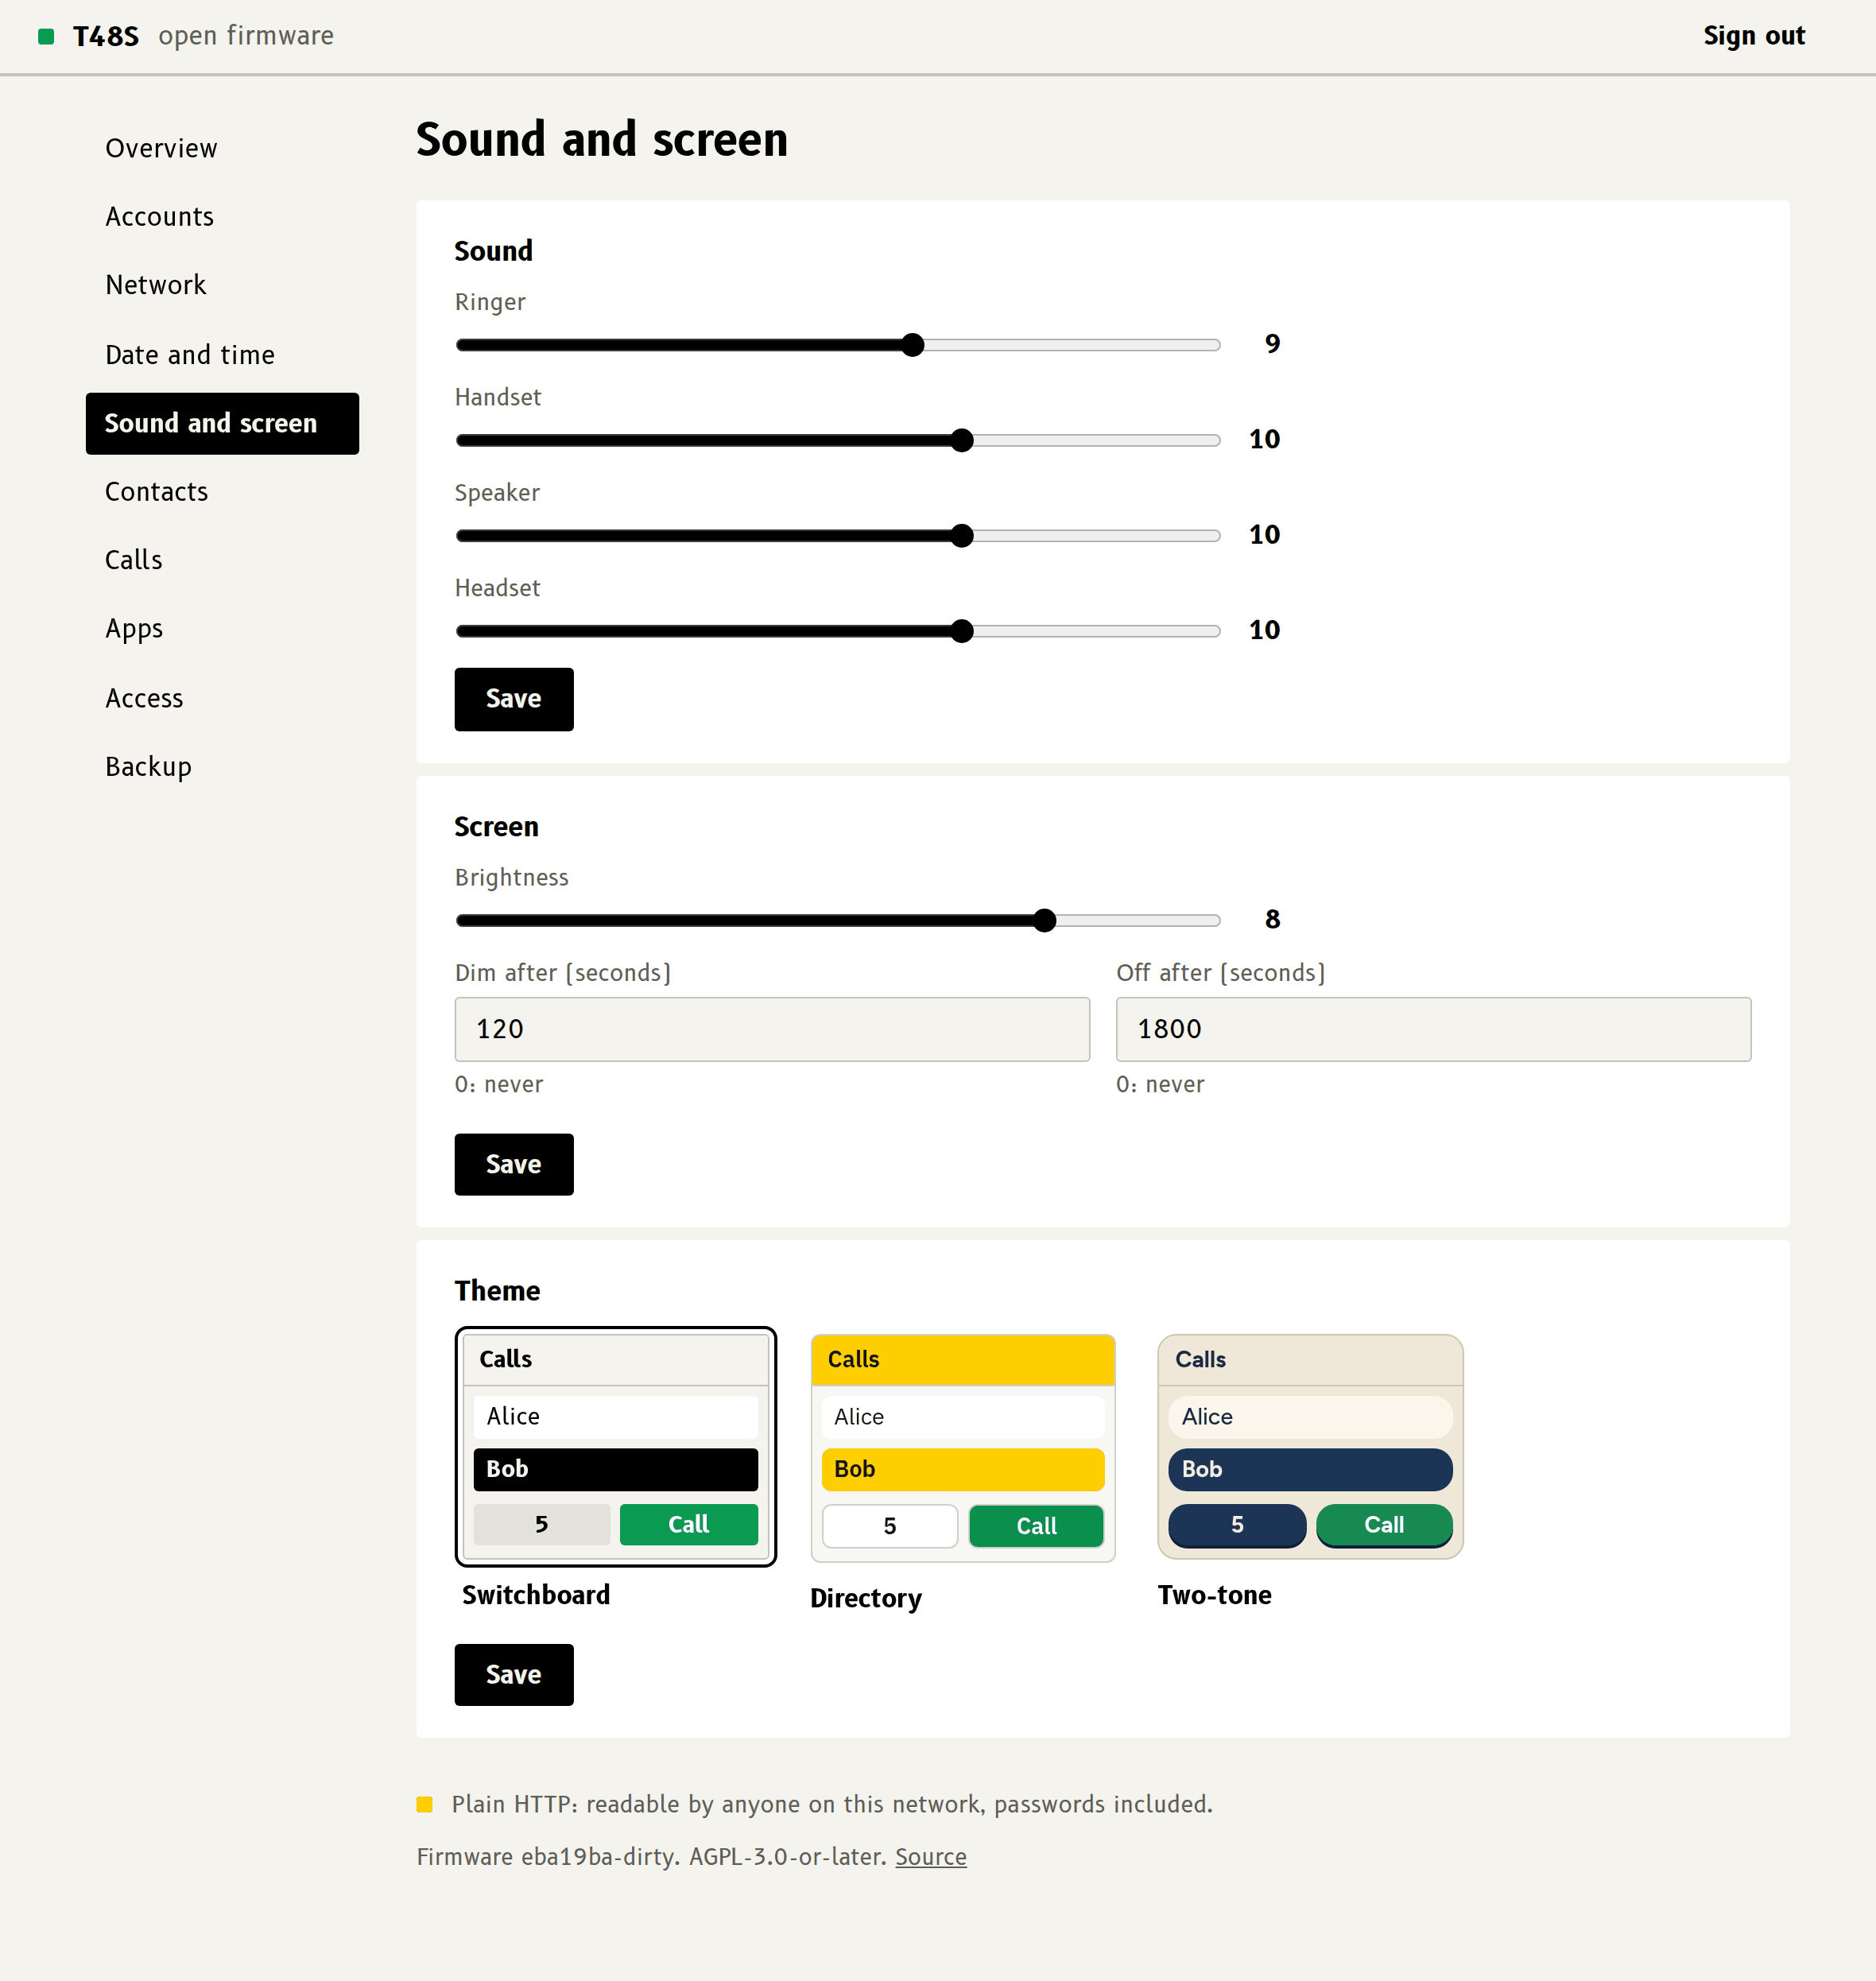 T48S open firmware
Sign out
Overview
Accounts
Network
Date and time
Sound and screen
Contacts
Calls
Apps
Access
Backup
Sound and screen
Sound
Ringer
9
Handset
10
Speaker
10
Headset
10
Save
Screen
Brightness
8
Dim after (seconds)
Off after (seconds)
120
1800
0: never
0: never
Save
Theme
Calls
Alice
Bob
5
Call
Switchboard
Calls
Alice
Bob
5
Call
Directory
Calls
Alice
Bob
5
Call
Two-tone
Save
Plain HTTP: readable by anyone on this network, passwords included.
Firmware eba19ba-dirty. AGPL-3.0-or-later. Source